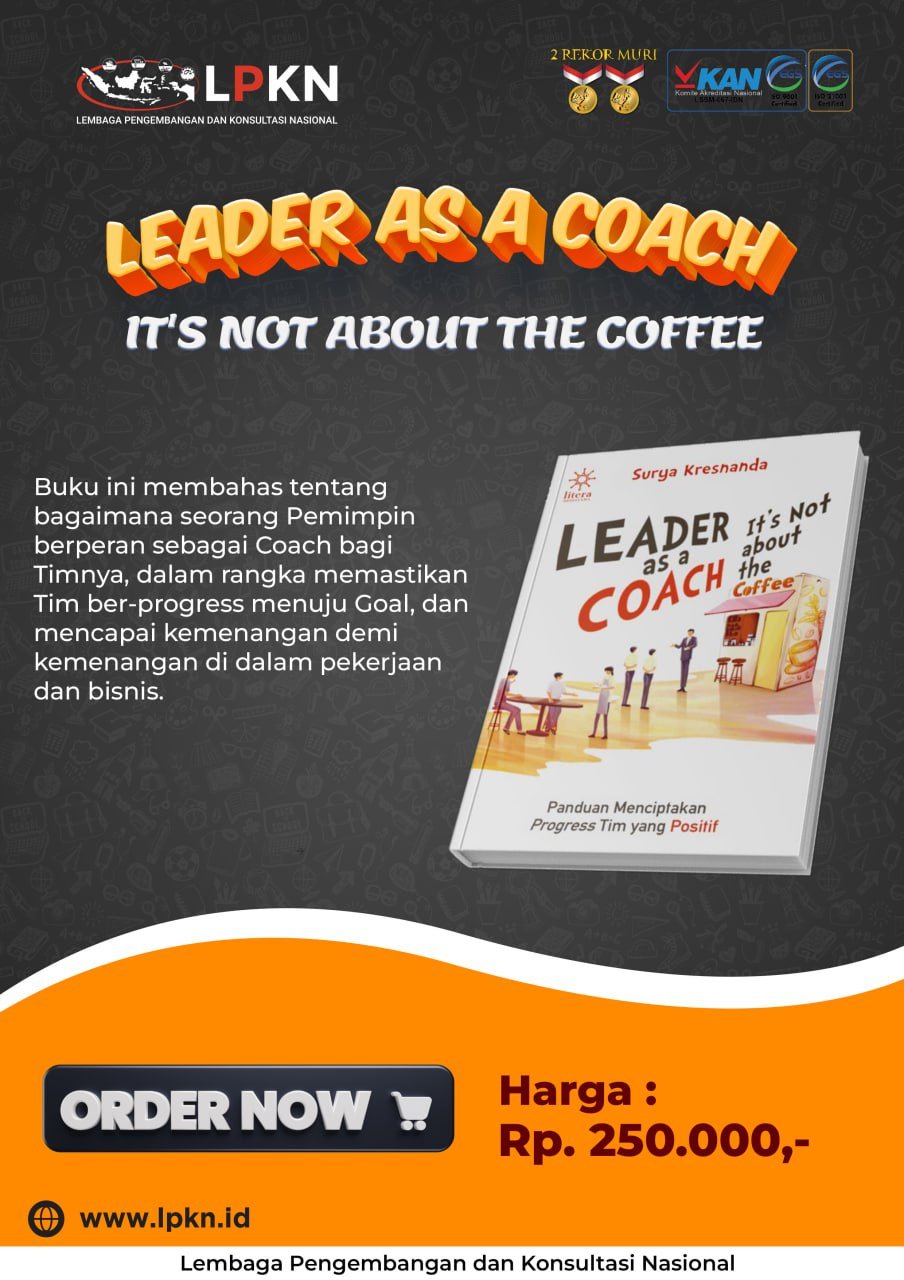 LPKN
LEMBAGA PENGEMBANGAN DAN KONSULTASI NASIONAL
2 REKOR MURI
KAN
Komite Akreditasi Nasional
LEADER AS A COACH
IT'S NOT ABOUT THE COFFEE
Buku ini membahas tentang
bagaimana seorang Pemimpin
berperan sebagai Coach bagi
Timnya, dalam rangka memastikan
Tim ber-progress menuju Goal, dan
mencapai kemenangan demi
kemenangan di dalam pekerjaan
dan bisnis.
litera
Surya Kresnanda
LEADER
as a
COACH
It's Not
about
the
Coffee
Panduan Menciptakan
Progress Tim yang Positif
ORDER NOW
Harga :
Rp. 250.000,-
www.lpkn.id
Lembaga Pengembangan dan Konsultasi Nasional